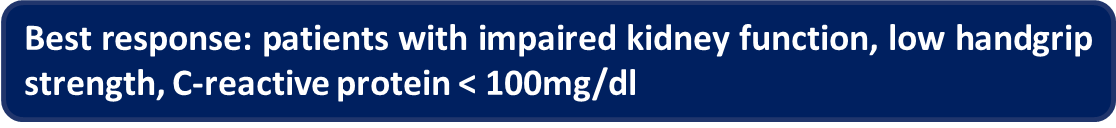 Best response: patients with impaired kidney function, low handgrip
strength, C-reactive protein < 100mg/dl